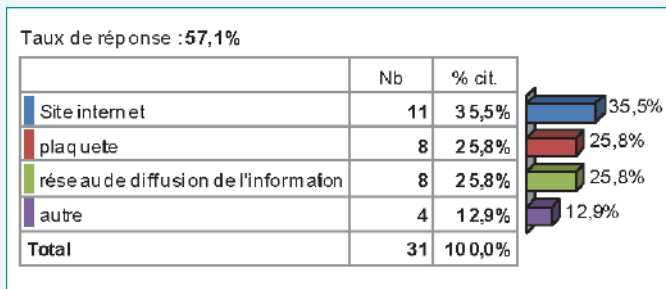 Taux de réponse : 57,1%
Nb % cit.
Site internet 11 35,5% 35,5%
plaquete 8 25,8% 25,8%
réseau de diffusion de l'information 8 25,8% 25,8%
autre 4 12,9% 12,9%
Total 31 100,0%